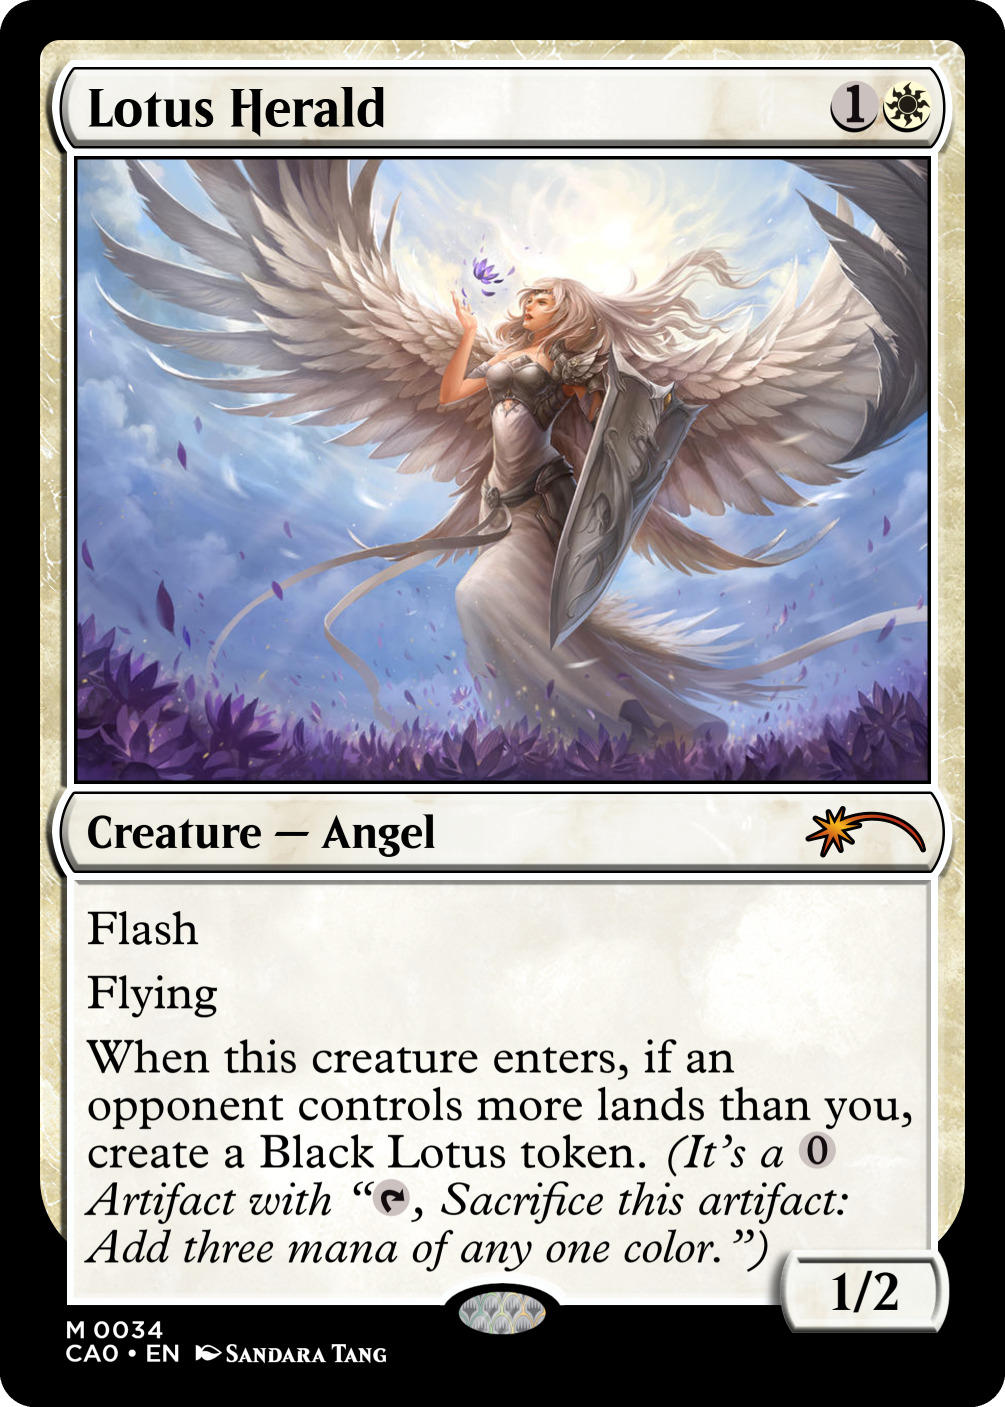 Lotus Herald 1
Creature — Angel
Flash
Flying
When this creature enters, if an
opponent controls more lands than you,
create a Black Lotus token. (It's a 0
Artifact with “, Sacrifice this artifact:
Add three mana of any one color.”)
1/2
M 0034
CAO • EN SANDARA TANG